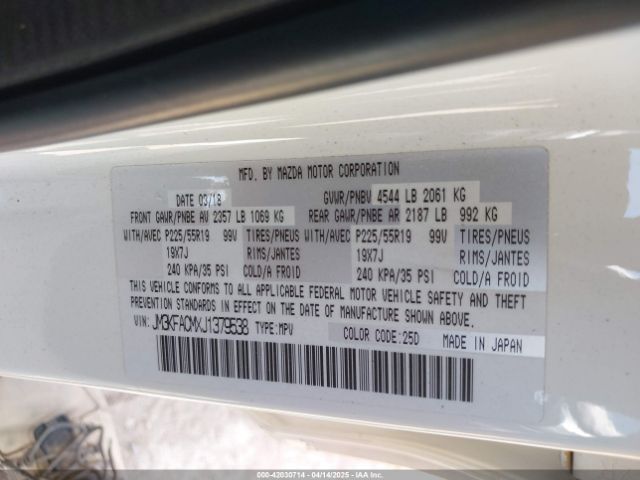 MFD. BY MAZDA MOTOR CORPORATION
DATE 03/18 GVWR/PNBV 4544 LB 2061 KG
FRONT GAWR/PNBE AV 2357 LB 1069 KG REAR GAWR/PNBE AR 2187 LB 992 KG
WITH/AVEC P225/55R19 99V TIRES/PNEUS WITH/AVEC P225/55R19 99V TIRES/PNEUS
19X7J RIMS/JANTES 19X7J RIMS/JANTES
240 KPA/35 PSI COLD/A FROID 240 KPA/35 PSI COLD/A FROID
THIS VEHICLE CONFORMS TO ALL APPLICABLE FEDERAL MOTOR VEHICLE SAFETY AND THEFT
PREVENTION STANDARDS IN EFFECT ON THE DATE OF MANUFACTURE SHOWN ABOVE.
VIN: JM3KFACMXJ1379538 TYPE: MPV COLOR CODE: 25D MADE IN JAPAN
000-42030714 - 04/14/2025 - IAAI.COM